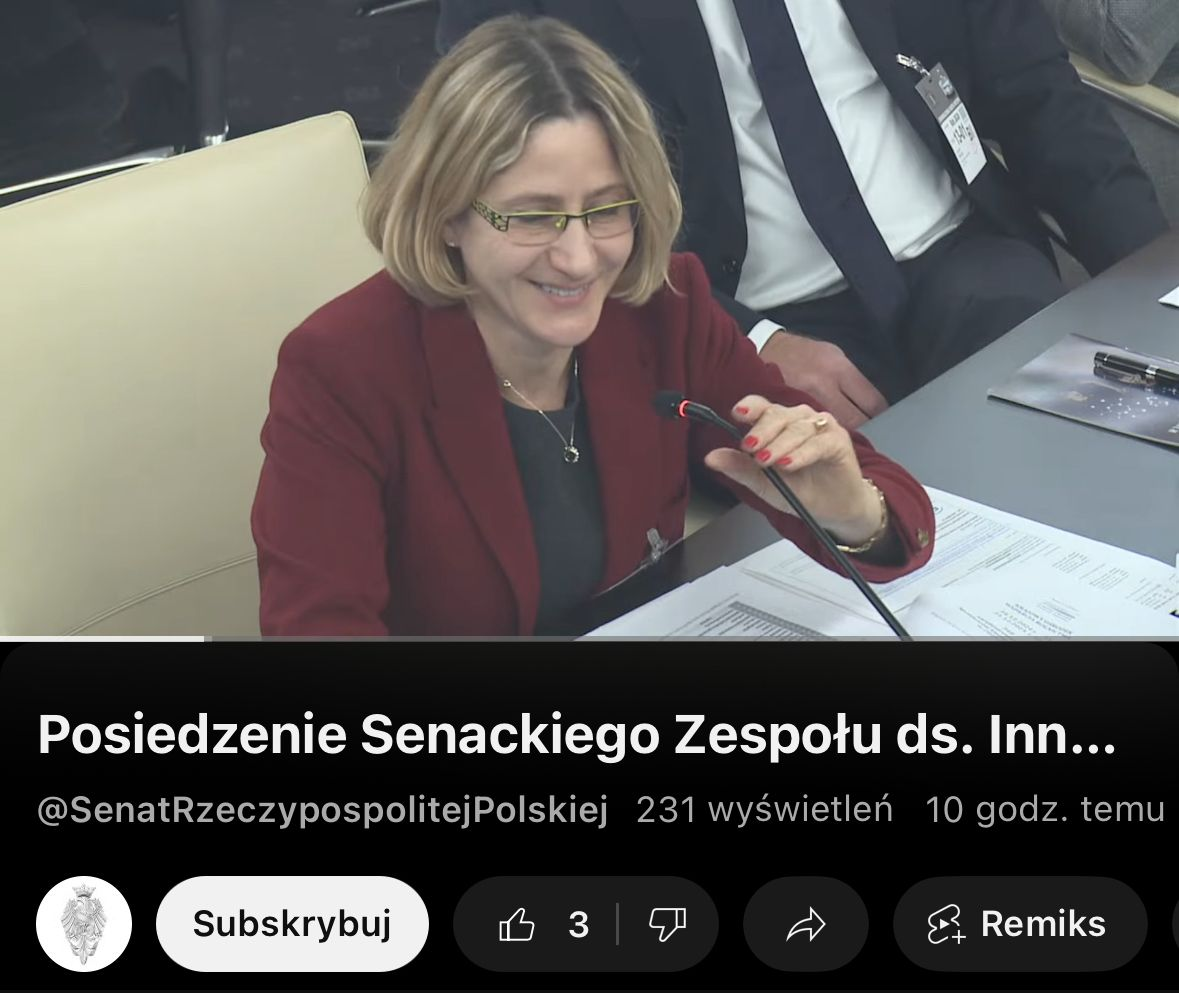 Posiedzenie Senackiego Zespołu ds. Inn...
@SenatRzeczypospolitejPolskiej 231 wyświetleń 10 godz. temu
Subskrybuj 3 Remiks